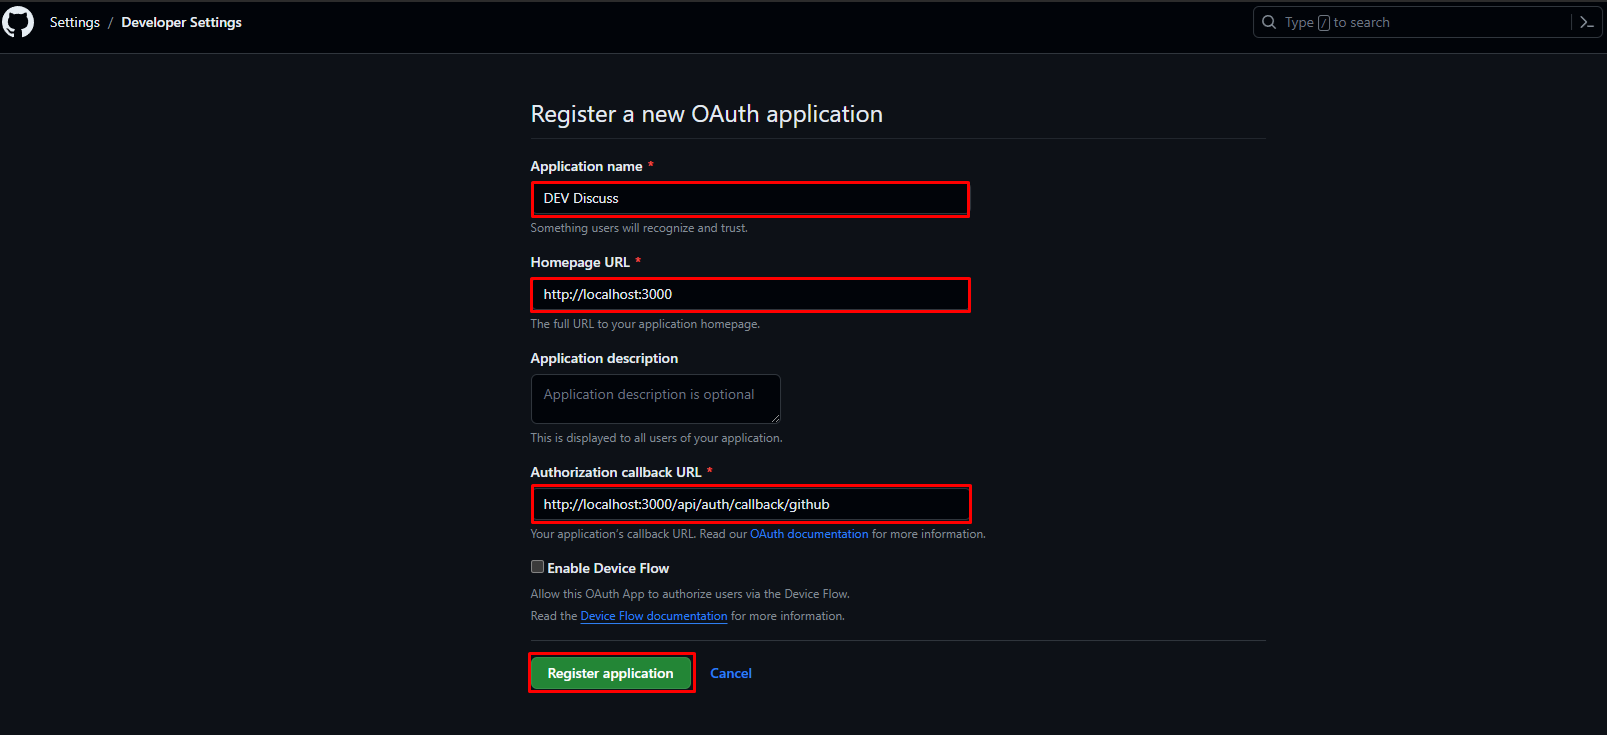 Settings / Developer Settings
Type / to search
Register a new OAuth application
Application name *
DEV Discuss
Something users will recognize and trust.
Homepage URL *
http://localhost:3000
The full URL to your application homepage.
Application description
Application description is optional
This is displayed to all users of your application.
Authorization callback URL *
http://localhost:3000/api/auth/callback/github
Your application's callback URL. Read our OAuth documentation for more information.
Enable Device Flow
Allow this OAuth App to authorize users via the Device Flow.
Read the Device Flow documentation for more information.
Register application Cancel